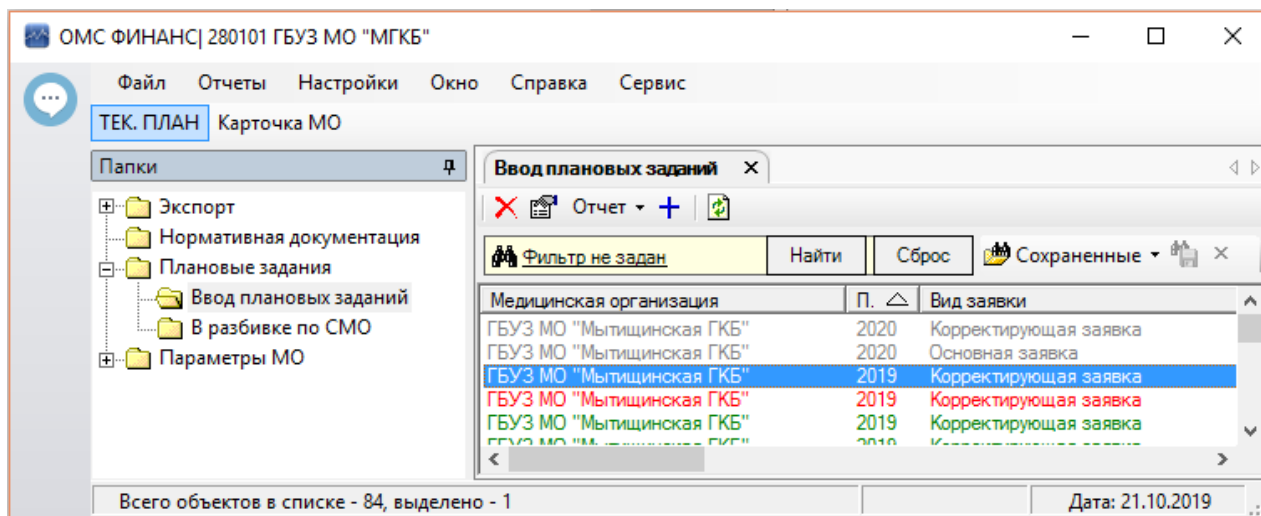 ОМС ФИНАНС| 280101 ГБУЗ МО "МГКБ"
Файл Отчеты Настройки Окно Справка Сервис
ТЕК. ПЛАН Карточка МО
Папки
Экспорт
Нормативная документация
Плановые задания
Ввод плановых заданий
В разбивке по СМО
Параметры МО
Ввод плановых заданий
Отчет
Фильтр не задан Найти Сброс Сохраненные
Медицинская организация П. Вид заявки
ГБУЗ МО "Мытищинская ГКБ" 2020 Корректирующая заявка
ГБУЗ МО "Мытищинская ГКБ" 2020 Основная заявка
ГБУЗ МО "Мытищинская ГКБ" 2019 Корректирующая заявка
ГБУЗ МО "Мытищинская ГКБ" 2019 Корректирующая заявка
ГБУЗ МО "Мытищинская ГКБ" 2019 Корректирующая заявка
Всего объектов в списке - 84, выделено - 1 Дата: 21.10.2019